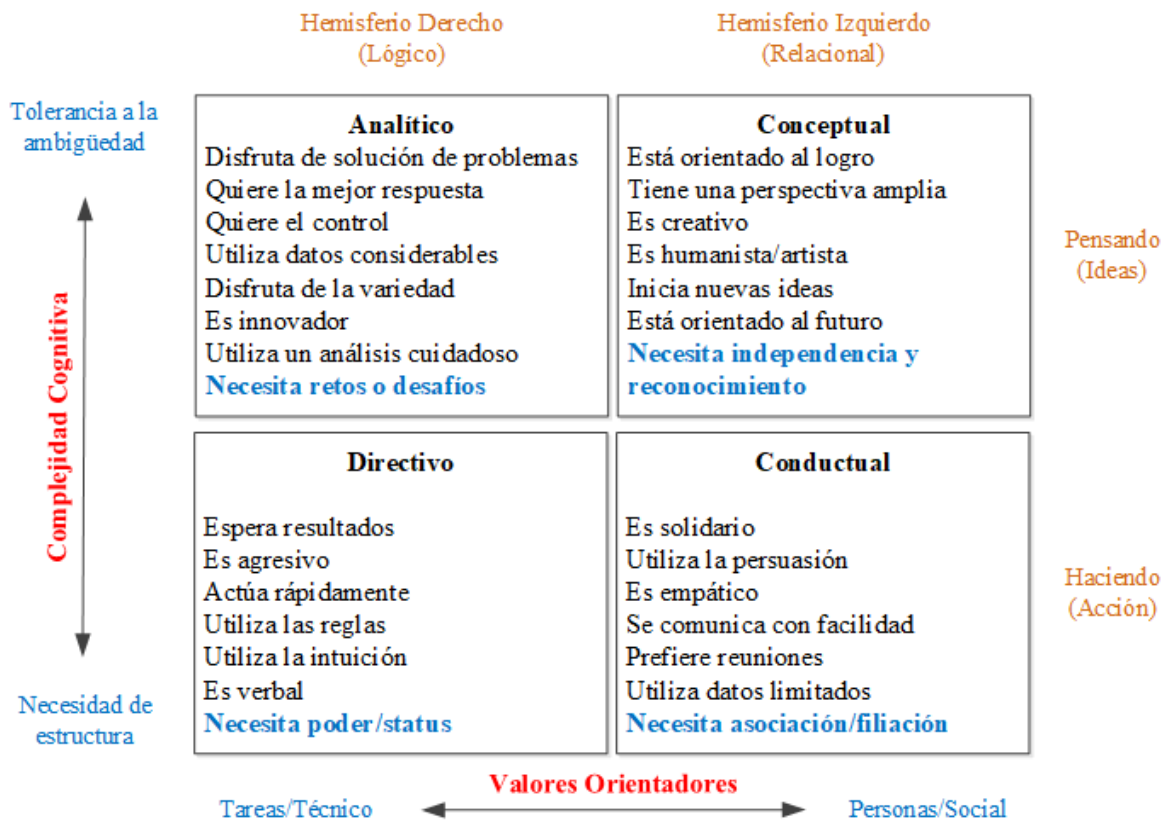 Hemisferio Derecho
(Lógico)
Hemisferio Izquierdo
(Relacional)
Tolerancia a la
ambigüedad
Analítico
Disfruta de solución de problemas
Quiere la mejor respuesta
Quiere el control
Utiliza datos considerables
Disfruta de la variedad
Es innovador
Utiliza un análisis cuidadoso
Necesita retos o desafíos
Conceptual
Está orientado al logro
Tiene una perspectiva amplia
Es creativo
Es humanista/artista
Inicia nuevas ideas
Está orientado al futuro
Necesita independencia y
reconocimiento
Pensando
(Ideas)
Complejidad Cognitiva
Directivo
Espera resultados
Es agresivo
Actúa rápidamente
Utiliza las reglas
Utiliza la intuición
Es verbal
Necesita poder/status
Conductual
Es solidario
Utiliza la persuasión
Es empático
Se comunica con facilidad
Prefiere reuniones
Utiliza datos limitados
Necesita asociación/filiación
Haciendo
(Acción)
Necesidad de
estructura
Valores Orientadores
Tareas/Técnico
Personas/Social